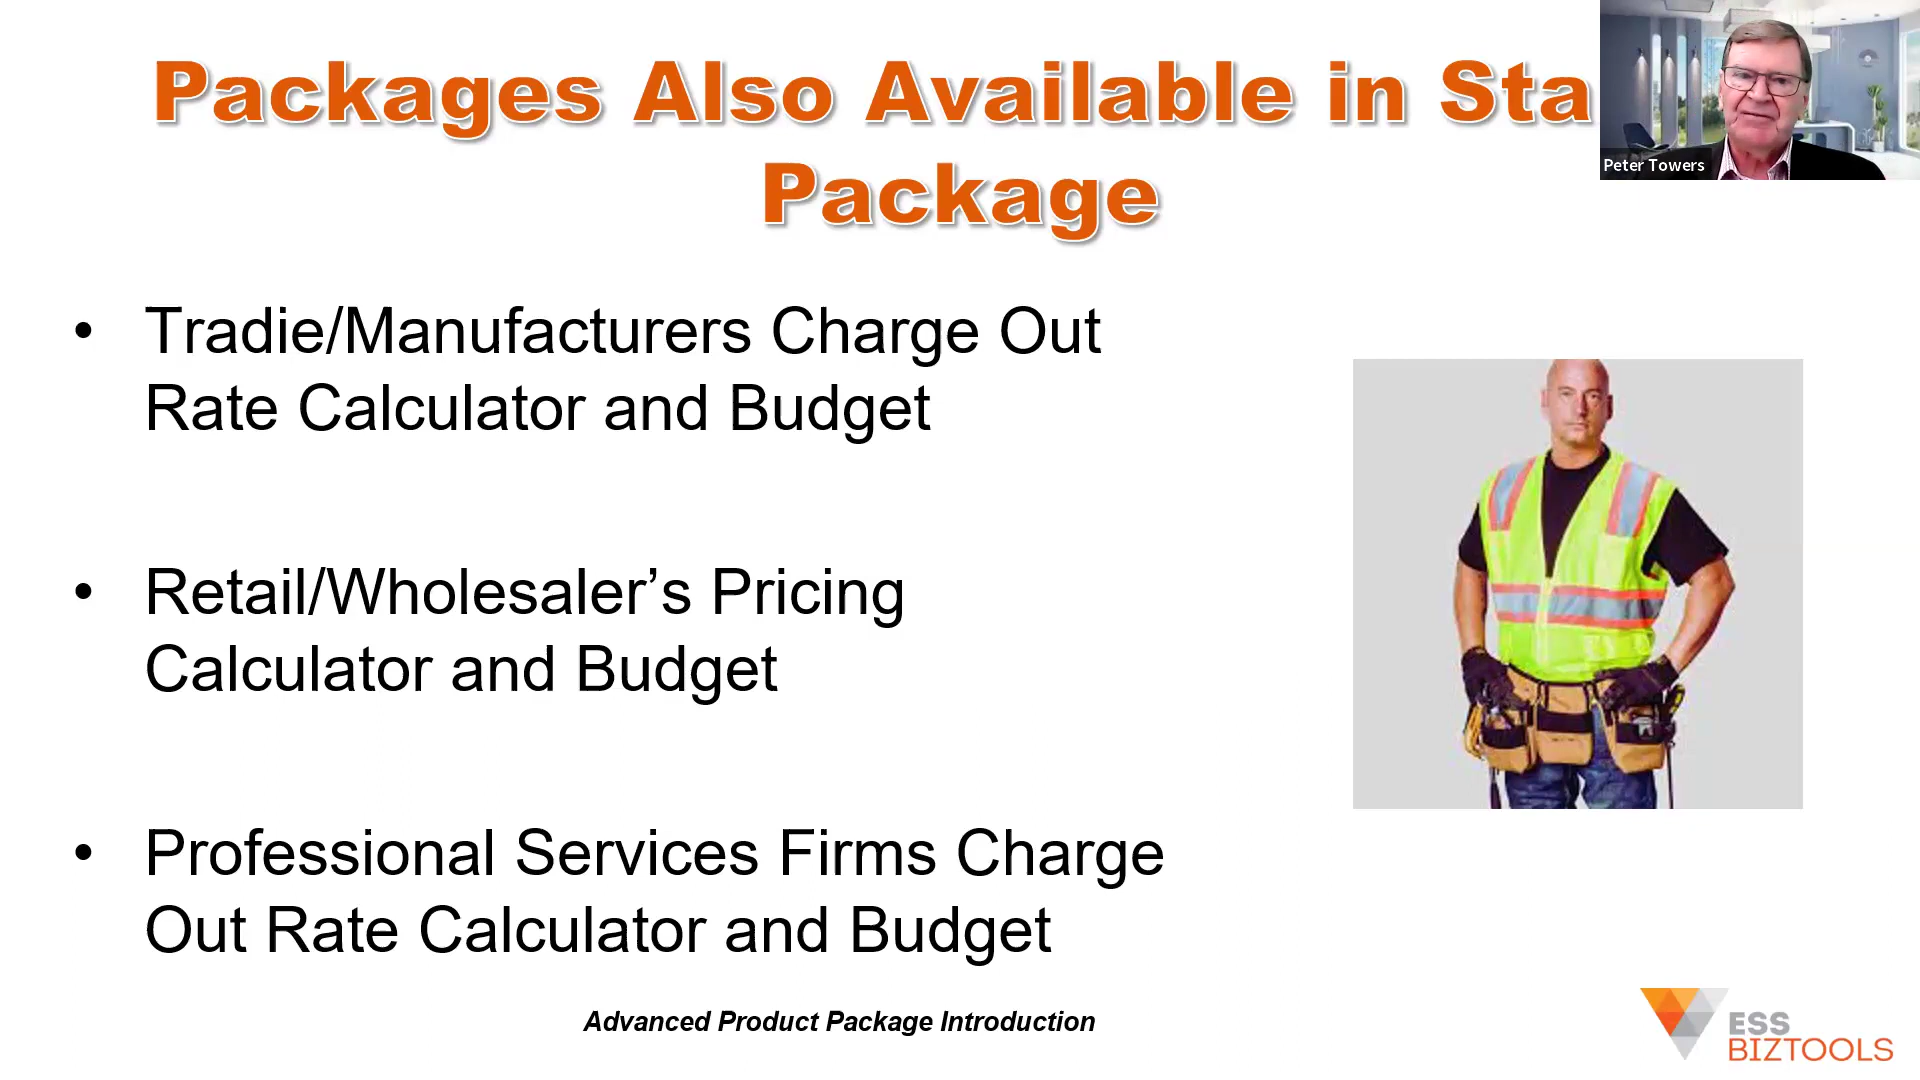 Packages Also Available in Sta
Package
Peter Towers
• Tradie/Manufacturers Charge Out
Rate Calculator and Budget
• Retail/Wholesaler’s Pricing
Calculator and Budget
• Professional Services Firms Charge
Out Rate Calculator and Budget
Advanced Product Package Introduction
ESS
BIZTOOLS